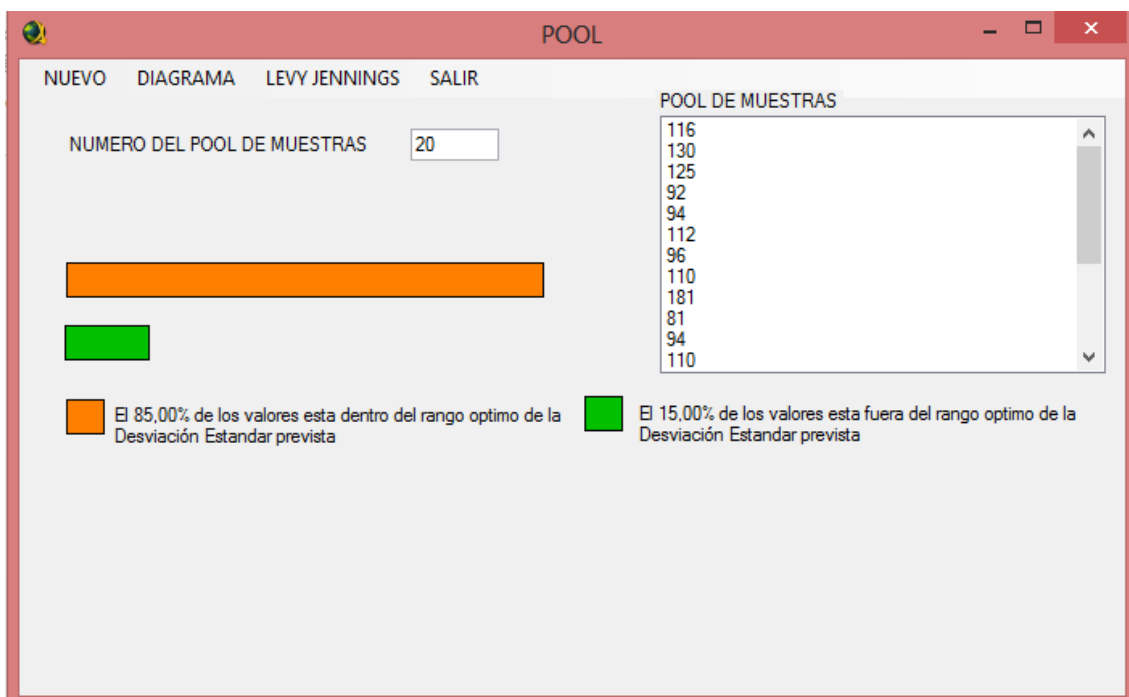 POOL
NUEVO DIAGRAMA LEVY JENNINGS SALIR
POOL DE MUESTRAS
NUMERO DEL POOL DE MUESTRAS 20
116
130
125
92
94
112
96
110
181
81
94
110
El 85,00% de los valores esta dentro del rango optimo de la
Desviación Estandar prevista
El 15,00% de los valores esta fuera del rango optimo de la
Desviación Estandar prevista